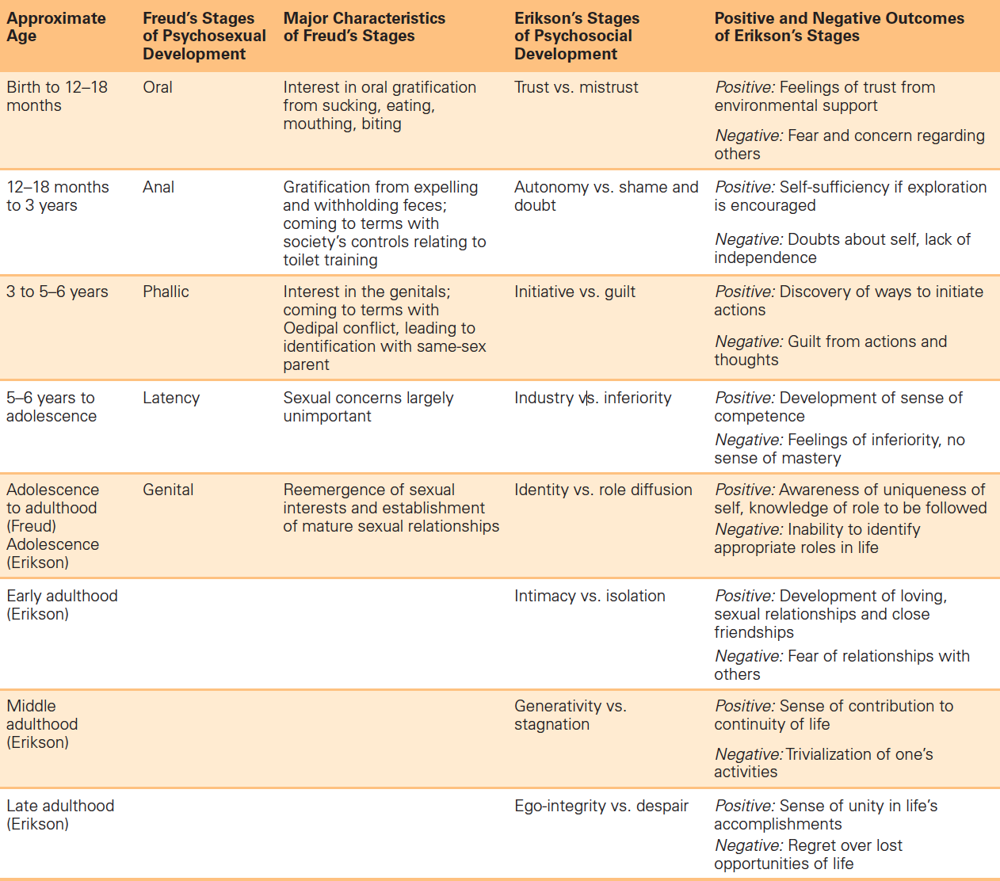 Approximate
Age
Freud's Stages
of Psychosexual
Development
Major Characteristics
of Freud's Stages
Erikson's Stages
of Psychosocial
Development
Positive and Negative Outcomes
of Erikson's Stages
Birth to 12–18
months
Oral
Interest in oral gratification
from sucking, eating,
mouthing, biting
Trust vs. mistrust
Positive: Feelings of trust from
environmental support
Negative: Fear and concern regarding
others
12–18 months
to 3 years
Anal
Gratification from expelling
and withholding feces;
coming to terms with
society's controls relating to
toilet training
Autonomy vs. shame and
doubt
Positive: Self-sufficiency if exploration
is encouraged
Negative: Doubts about self, lack of
independence
3 to 5–6 years
Phallic
Interest in the genitals;
coming to terms with
Oedipal conflict, leading to
identification with same-sex
parent
Initiative vs. guilt
Positive: Discovery of ways to initiate
actions
Negative: Guilt from actions and
thoughts
5–6 years to
adolescence
Latency
Sexual concerns largely
unimportant
Industry vs. inferiority
Positive: Development of sense of
competence
Negative: Feelings of inferiority, no
sense of mastery
Adolescence
to adulthood
(Freud)
Adolescence
(Erikson)
Genital
Reemergence of sexual
interests and establishment
of mature sexual relationships
Identity vs. role diffusion
Positive: Awareness of uniqueness of
self, knowledge of role to be followed
Negative: Inability to identify
appropriate roles in life
Early adulthood
(Erikson)
Intimacy vs. isolation
Positive: Development of loving,
sexual relationships and close
friendships
Negative: Fear of relationships with
others
Middle
adulthood
(Erikson)
Generativity vs.
stagnation
Positive: Sense of contribution to
continuity of life
Negative: Trivialization of one's
activities
Late adulthood
(Erikson)
Ego-integrity vs. despair
Positive: Sense of unity in life's
accomplishments
Negative: Regret over lost
opportunities of life